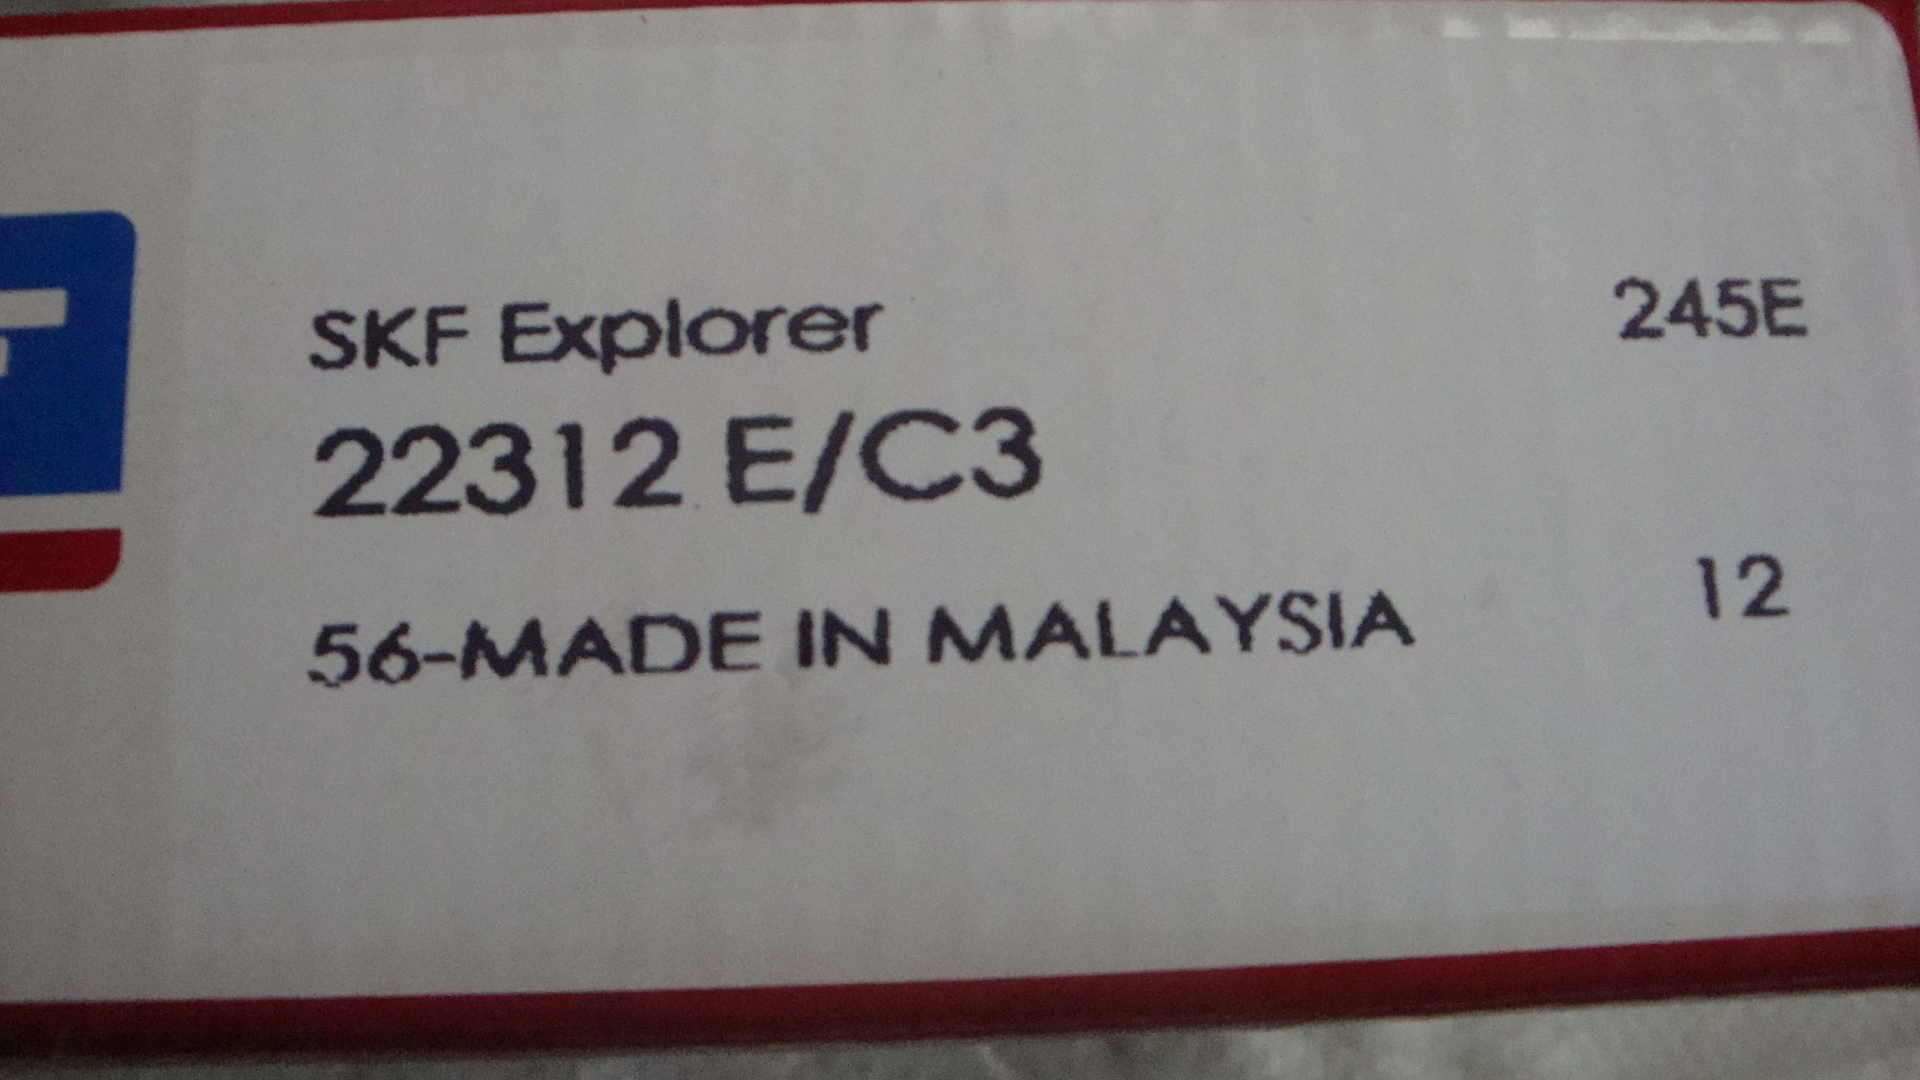 SKF Explorer 245E
22312 E/C3
56-MADE IN MALAYSIA 12